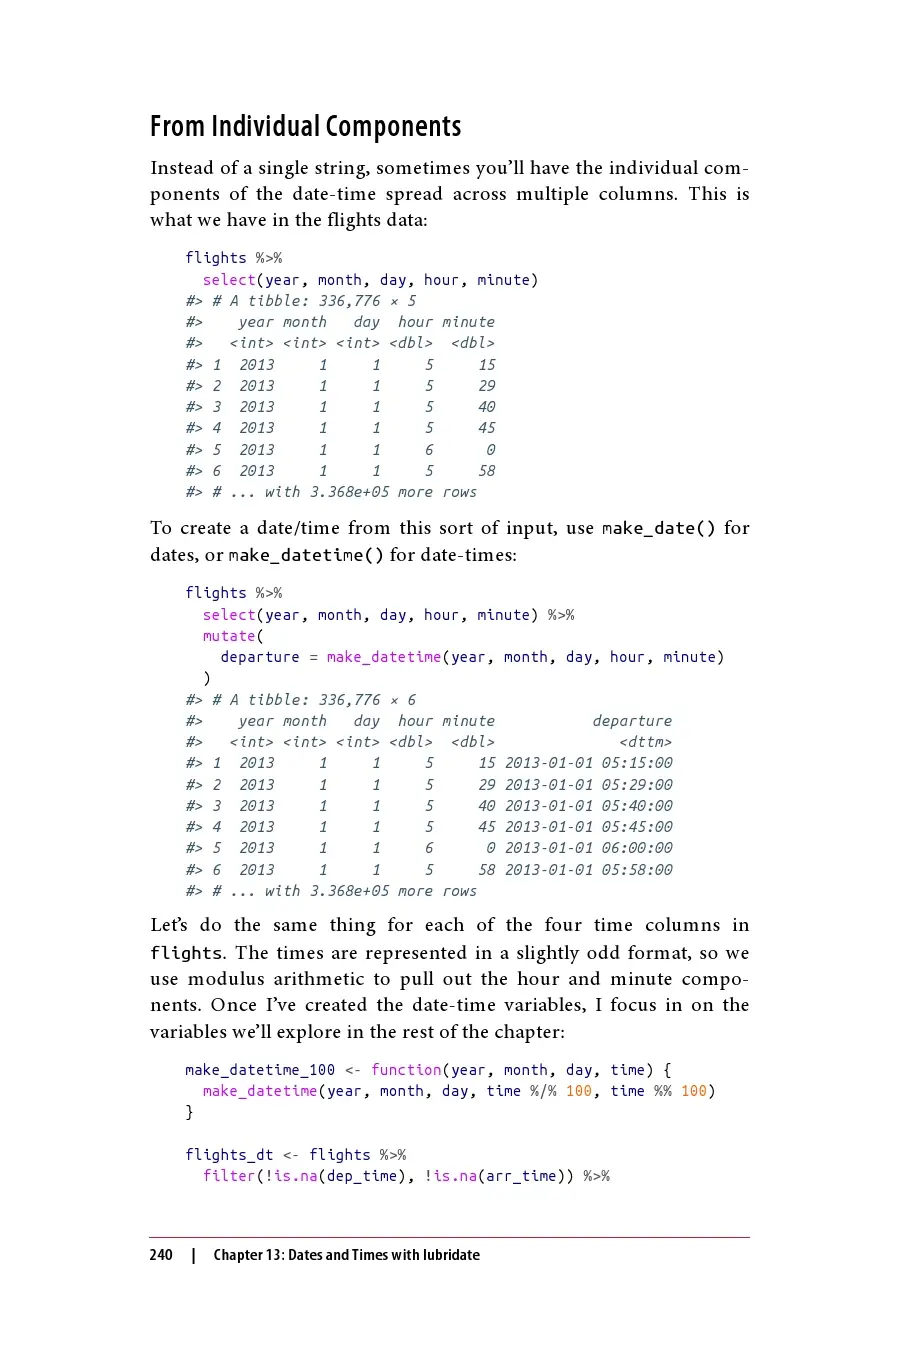 From Individual Components
Instead of a single string, sometimes you’ll have the individual com-
ponents of the date-time spread across multiple columns. This is
what we have in the flights data:
flights %>%
  select(year, month, day, hour, minute)
#> # A tibble: 336,776 × 5
#>    year month   day  hour minute
#>   <int> <int> <int> <dbl>  <dbl>
#> 1  2013     1     1     5     15
#> 2  2013     1     1     5     29
#> 3  2013     1     1     5     40
#> 4  2013     1     1     5     45
#> 5  2013     1     1     6      0
#> 6  2013     1     1     5     58
#> # ... with 3.368e+05 more rows
To create a date/time from this sort of input, use make_date() for
dates, or make_datetime() for date-times:
flights %>%
  select(year, month, day, hour, minute) %>%
  mutate(
    departure = make_datetime(year, month, day, hour, minute)
  )
#> # A tibble: 336,776 × 6
#>    year month   day  hour minute           departure
#>   <int> <int> <int> <dbl>  <dbl>              <dttm>
#> 1  2013     1     1     5     15 2013-01-01 05:15:00
#> 2  2013     1     1     5     29 2013-01-01 05:29:00
#> 3  2013     1     1     5     40 2013-01-01 05:40:00
#> 4  2013     1     1     5     45 2013-01-01 05:45:00
#> 5  2013     1     1     6      0 2013-01-01 06:00:00
#> 6  2013     1     1     5     58 2013-01-01 05:58:00
#> # ... with 3.368e+05 more rows
Let’s do the same thing for each of the four time columns in
flights. The times are represented in a slightly odd format, so we
use modulus arithmetic to pull out the hour and minute compo-
nents. Once I’ve created the date-time variables, I focus in on the
variables we’ll explore in the rest of the chapter:
make_datetime_100 <- function(year, month, day, time) {
  make_datetime(year, month, day, time %/% 100, time %% 100)
}
flights_dt <- flights %>%
  filter(!is.na(dep_time), !is.na(arr_time)) %>%
240 | Chapter 13: Dates and Times with lubridate